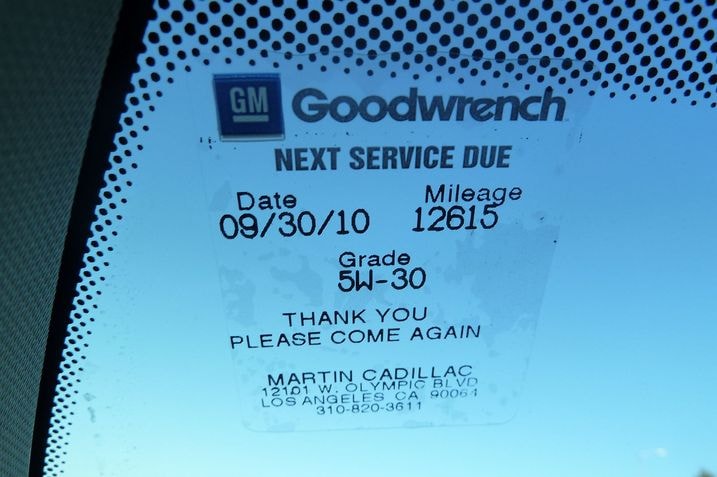 GM Goodwrench
NEXT SERVICE DUE
Date Mileage
09/30/10 12615
Grade
5W-30
THANK YOU
PLEASE COME AGAIN
MARTIN CADILLAC
12101 W. OLYMPIC BLVD
LOS ANGELES CA 90064
310-820-3611